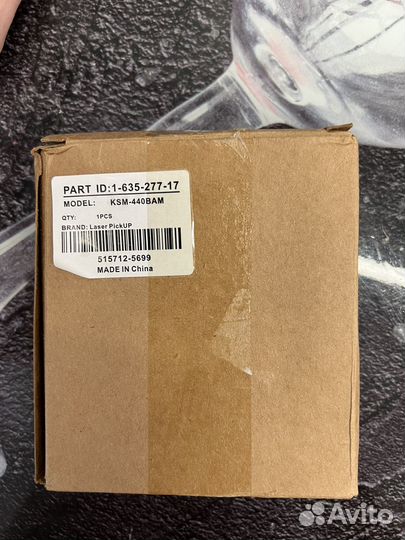 PART ID:1-635-277-17
MODEL: KSM-440BAM
QTY: 1PCS
BRAND: Laser PickUP
515712-5699
MADE IN China
Avito